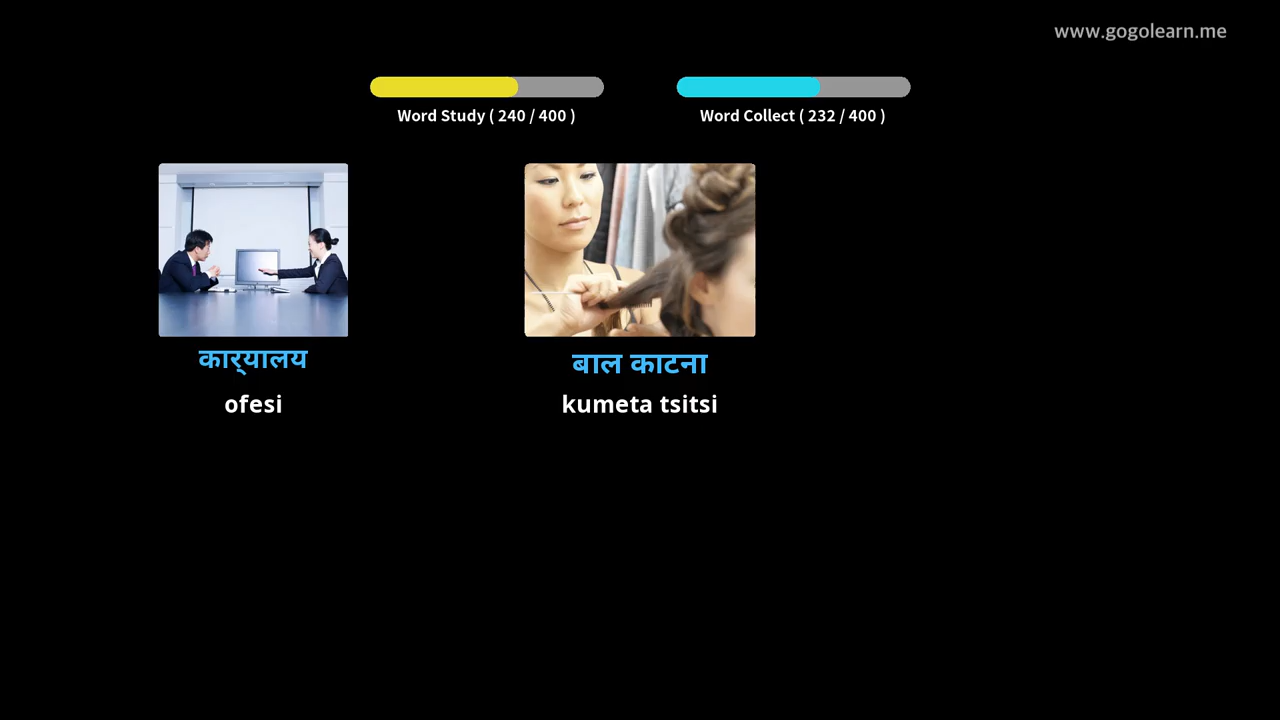 www.gogolearn.me
Word Study ( 240 / 400 )
Word Collect ( 232 / 400 )
कार्‍यालय
बाल काटना
ofesi
kumeta tsitsi